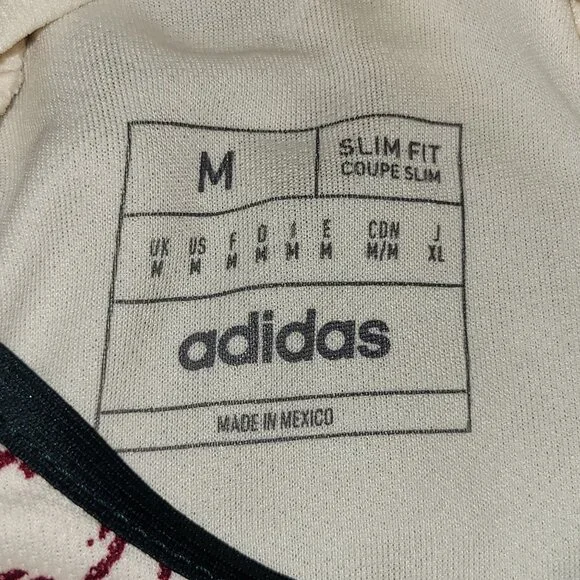 M
SLIM FIT
COUPE SLIM
UK US F D I E CDN J
M M M M M M M/M XL
adidas
MADE IN MEXICO